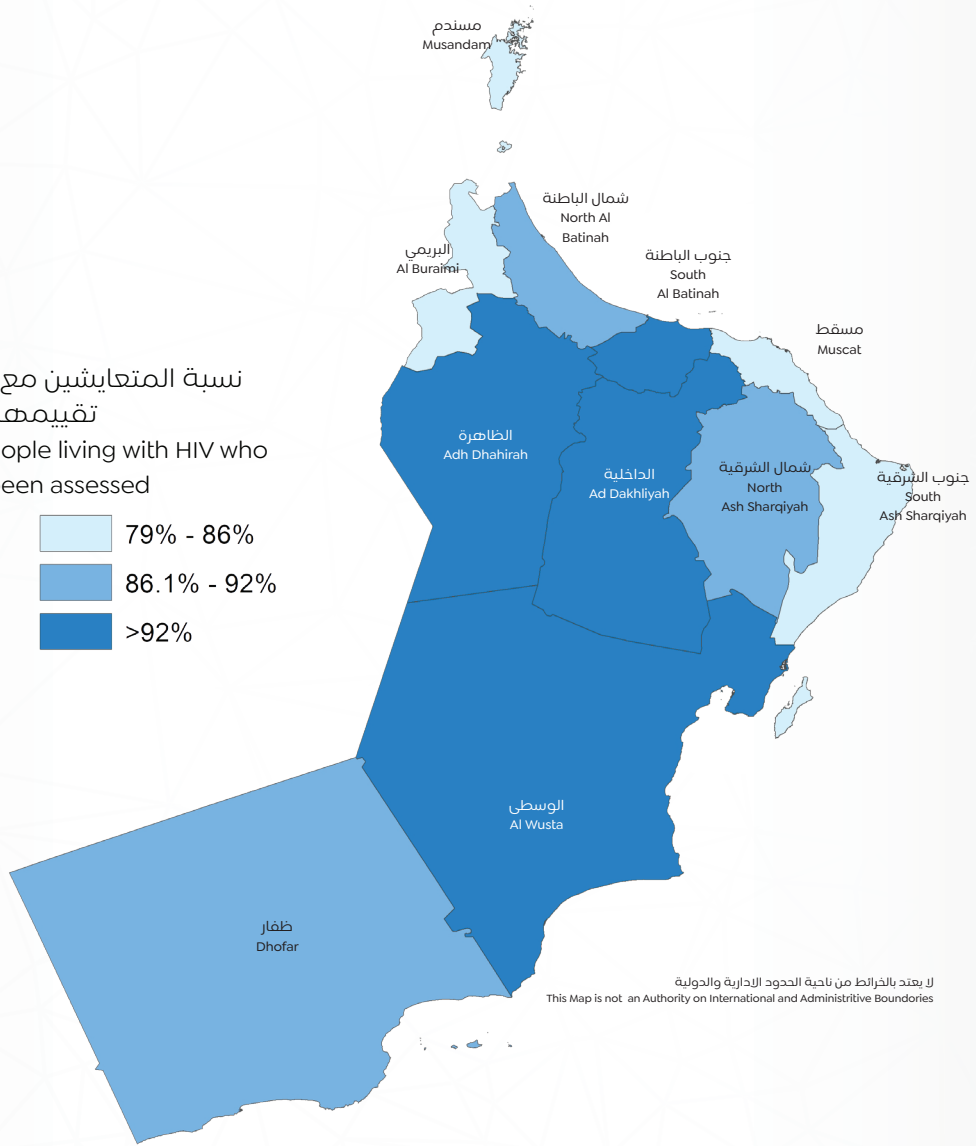 مسندم
Musandam
شمال الباطنة
North Al
Batinah
البريمي
Al Buraimi
جنوب الباطنة
South
Al Batinah
مسقط
Muscat
نسبة المتعايشين مع
تقييمهـ
ople living with HIV who
een assessed
79% - 86%
86.1% - 92%
>92%
الظاهرة
Adh Dhahirah
الداخلية
Ad Dakhliyah
شمال الشرقية
North
Ash Sharqiyah
جنوب الشرقية
South
Ash Sharqiyah
الوسطى
Al Wusta
ظفار
Dhofar
لا يعتد بالخرائط من ناحية الحدود الادارية والدولية
This Map is not an Authority on International and Administritive Boundaries